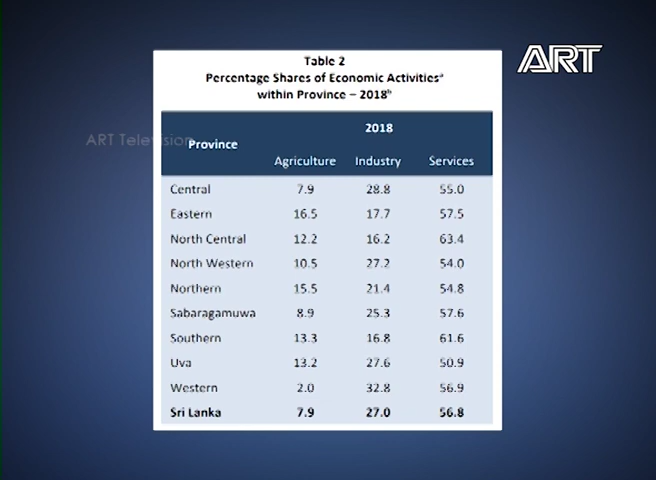 ART
Table 2
Percentage Shares of Economic Activitiesᵃ
within Province – 2018ᵇ
ART Television
Province 2018
Agriculture Industry Services
Central 7.9 28.8 55.0
Eastern 16.5 17.7 57.5
North Central 12.2 16.2 63.4
North Western 10.5 27.2 54.0
Northern 15.5 21.4 54.8
Sabaragamuwa 8.9 25.3 57.6
Southern 13.3 16.8 61.6
Uva 13.2 27.6 50.9
Western 2.0 32.8 56.9
Sri Lanka 7.9 27.0 56.8